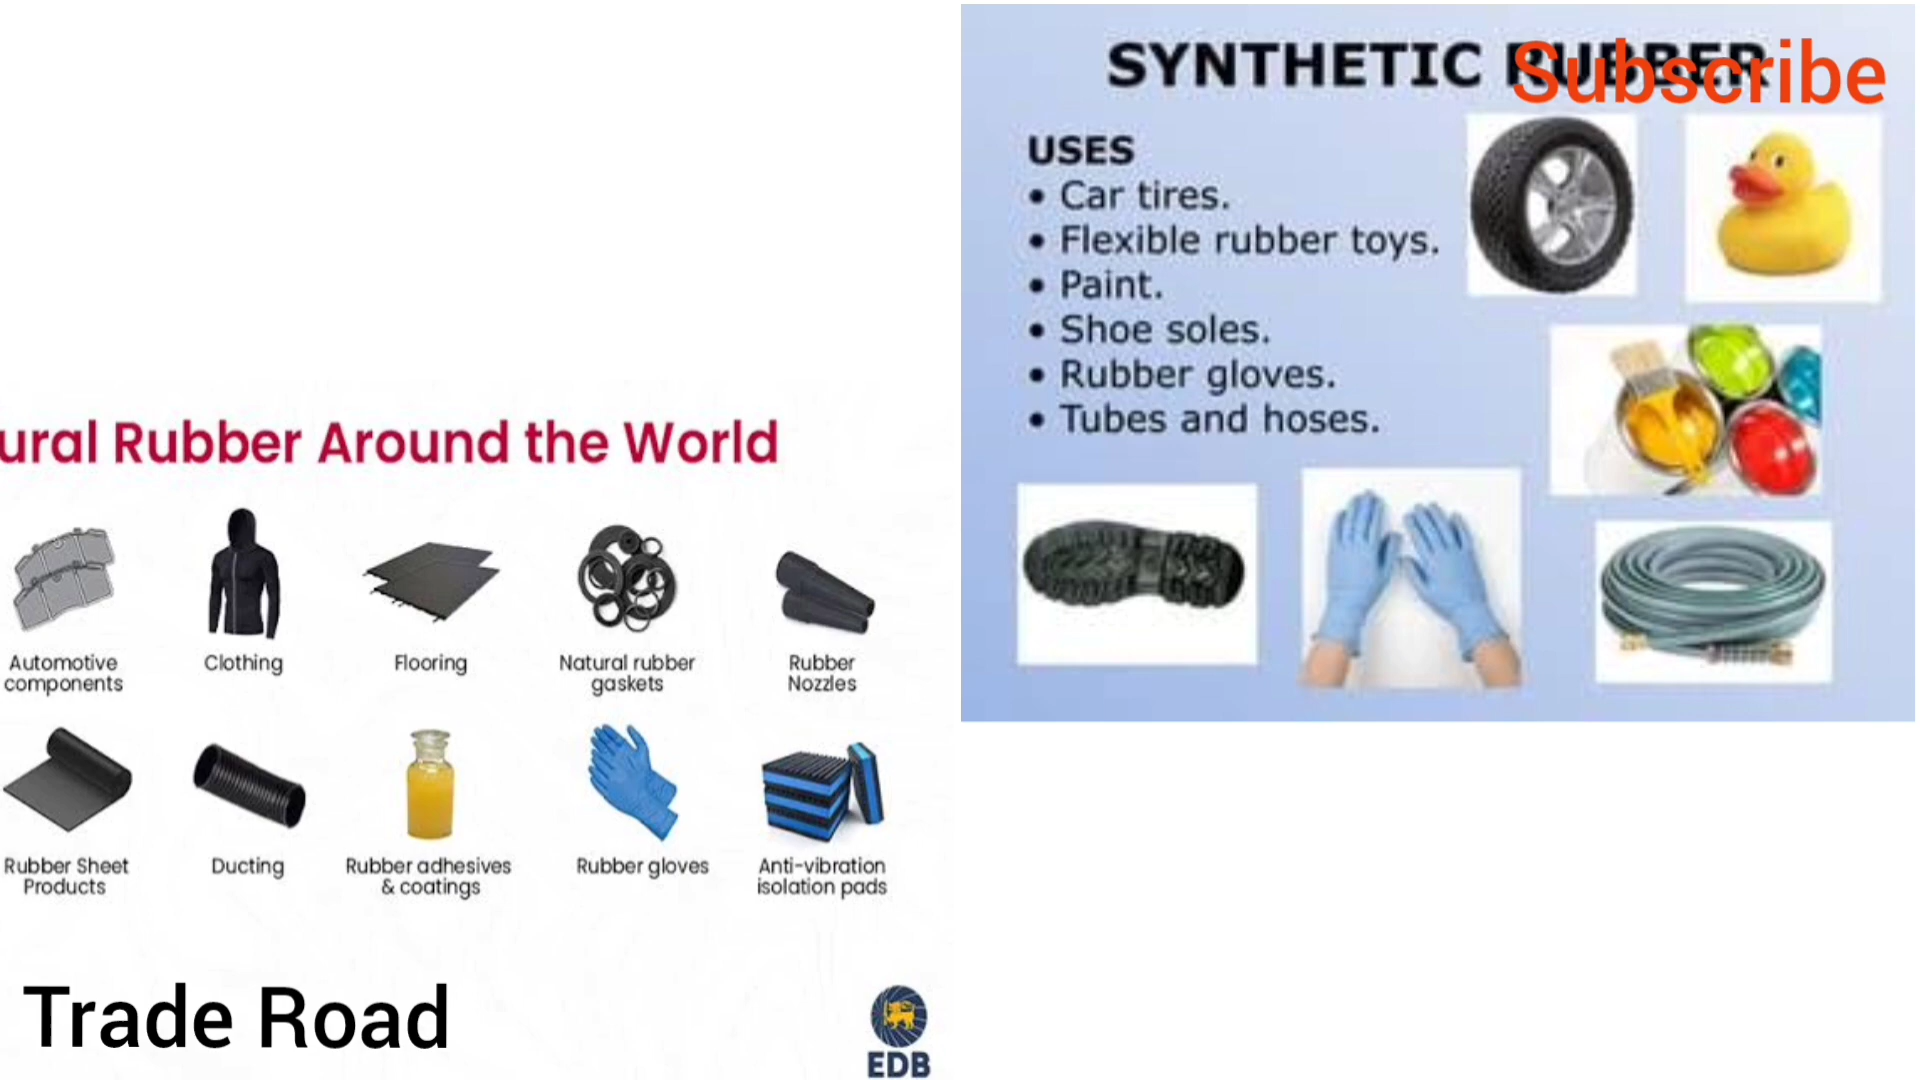 ural Rubber Around the World
Automotive
components
Clothing
Flooring
Natural rubber
gaskets
Rubber
Nozzles
Rubber Sheet
Products
Ducting
Rubber adhesives
& coatings
Rubber gloves
Anti-vibration
isolation pads
Trade Road
EDB
SYNTHETIC RUBBER
Subscribe
USES
• Car tires.
• Flexible rubber toys.
• Paint.
• Shoe soles.
• Rubber gloves.
• Tubes and hoses.